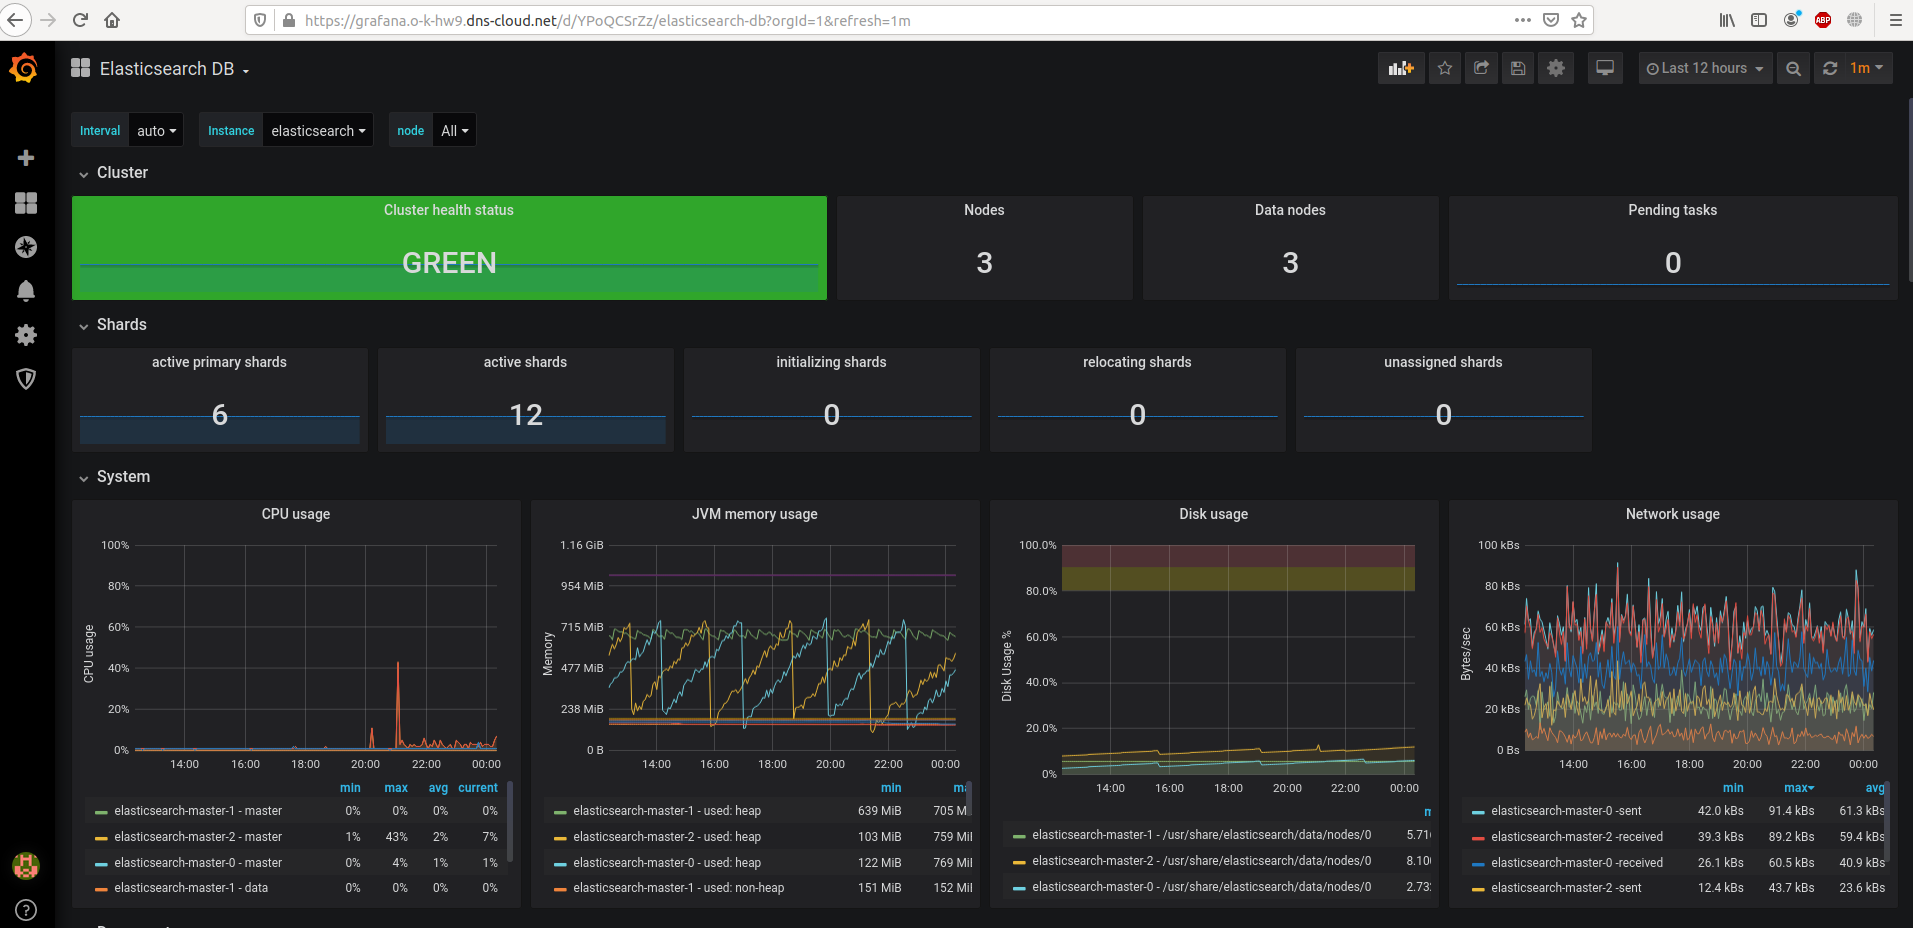 https://grafana.o-k-hw9.dns-cloud.net/d/YPoQCSrZz/elasticsearch-db?orgId=1&refresh=1m
ABP
Elasticsearch DB
Last 12 hours
1m
Interval auto Instance elasticsearch node All
Cluster
Cluster health status
GREEN
Nodes
3
Data nodes
3
Pending tasks
0
Shards
active primary shards
6
active shards
12
initializing shards
0
relocating shards
0
unassigned shards
0
System
CPU usage
100%
80%
60%
40%
20%
0%
CPU usage
14:00 16:00 18:00 20:00 22:00 00:00
min max avg current
elasticsearch-master-1 - master 0% 0% 0% 0%
elasticsearch-master-2 - master 1% 43% 2% 7%
elasticsearch-master-0 - master 0% 4% 1% 1%
elasticsearch-master-1 - data 0% 0% 0% 0%
JVM memory usage
1.16 GiB
954 MiB
715 MiB
477 MiB
238 MiB
0 B
Memory
14:00 16:00 18:00 20:00 22:00 00:00
min
elasticsearch-master-1 - used: heap 639 MiB 705 M
elasticsearch-master-2 - used: heap 103 MiB 759 Mi
elasticsearch-master-0 - used: heap 122 MiB 769 Mi
elasticsearch-master-1 - used: non-heap 151 MiB 152 Mi
Disk usage
100.0%
80.0%
60.0%
40.0%
20.0%
0%
Disk Usage %
14:00 16:00 18:00 20:00 22:00 00:00
elasticsearch-master-1 - /usr/share/elasticsearch/data/nodes/0 5.71
elasticsearch-master-2 - /usr/share/elasticsearch/data/nodes/0 8.10
elasticsearch-master-0 - /usr/share/elasticsearch/data/nodes/0 2.73
Network usage
100 kBs
80 kBs
60 kBs
40 kBs
20 kBs
0 Bs
Bytes/sec
14:00 16:00 18:00 20:00 22:00 00:00
min max avg
elasticsearch-master-0 -sent 42.0 kBs 91.4 kBs 61.3 kBs
elasticsearch-master-2 -received 39.3 kBs 89.2 kBs 59.4 kBs
elasticsearch-master-0 -received 26.1 kBs 60.5 kBs 40.9 kBs
elasticsearch-master-2 -sent 12.4 kBs 43.7 kBs 23.6 kBs